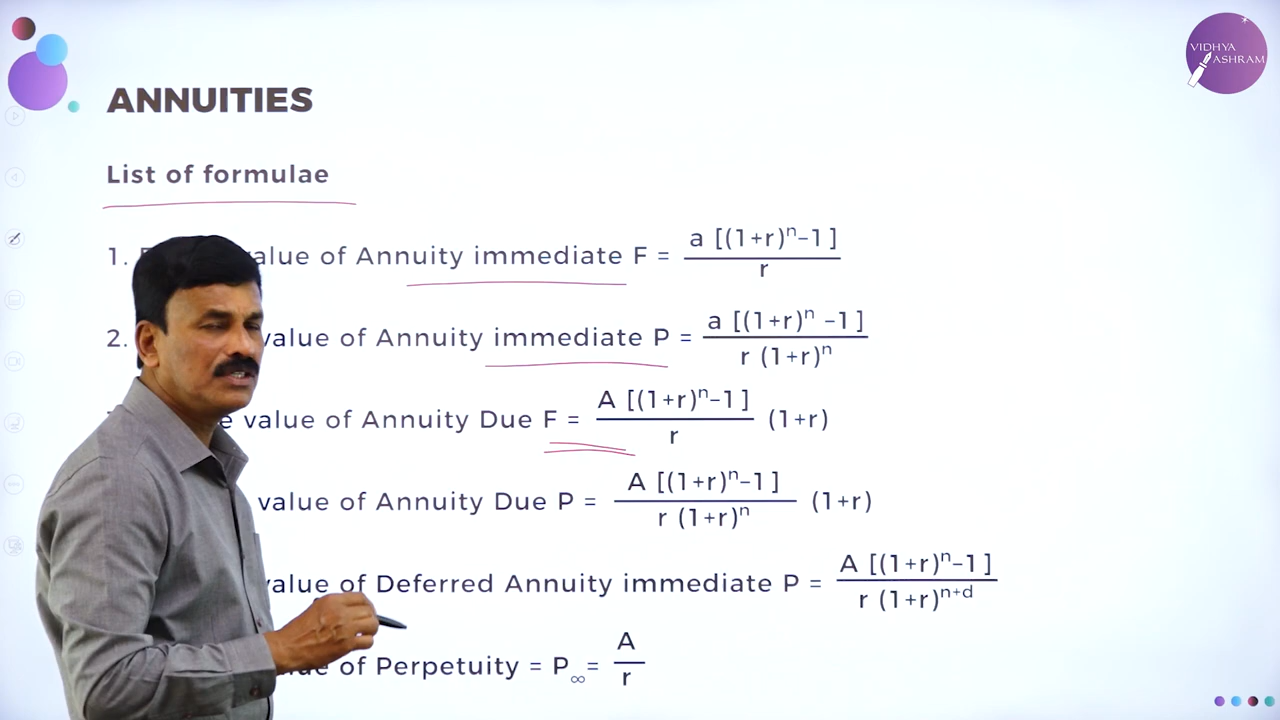 VIDHYA
ASHRAM
ANNUITIES
List of formulae
1. value of Annuity immediate F = a [(1+r)ⁿ-1] / r
2. value of Annuity immediate P = a [(1+r)ⁿ -1] / r (1+r)ⁿ
value of Annuity Due F = A [(1+r)ⁿ-1] / r (1+r)
value of Annuity Due P = A [(1+r)ⁿ-1] / r (1+r)ⁿ (1+r)
value of Deferred Annuity immediate P = A [(1+r)ⁿ-1] / r (1+r)ⁿ⁺ᵈ
of Perpetuity = P∞ = A / r